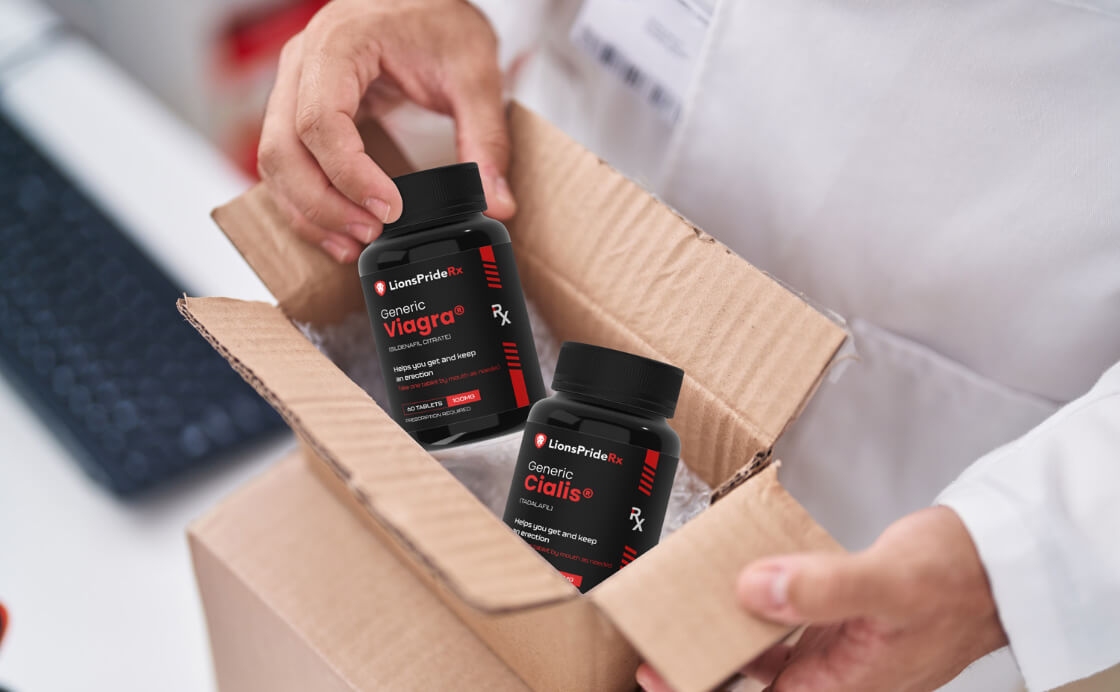 LionsPrideRx
Generic
Viagra®
(SILDENAFIL CITRATE)
Helps you get and keep
an erection
Take one tablet by mouth as needed
60 TABLETS 100MG
PRESCRIPTION REQUIRED
RX
LionsPrideRx
Generic
Cialis®
(TADALAFIL)
Helps you get and keep
an erection
tablet by mouth as needed
MG
RX